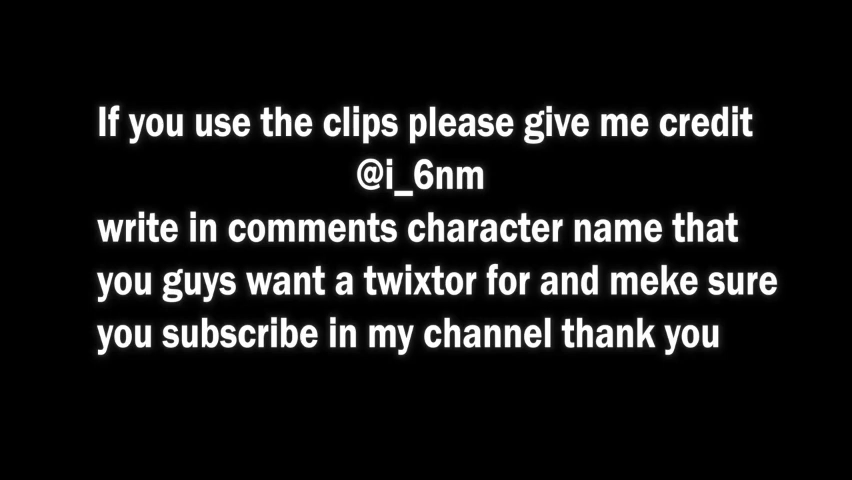 If you use the clips please give me credit
@i_6nm
write in comments character name that
you guys want a twixtor for and meke sure
you subscribe in my channel thank you